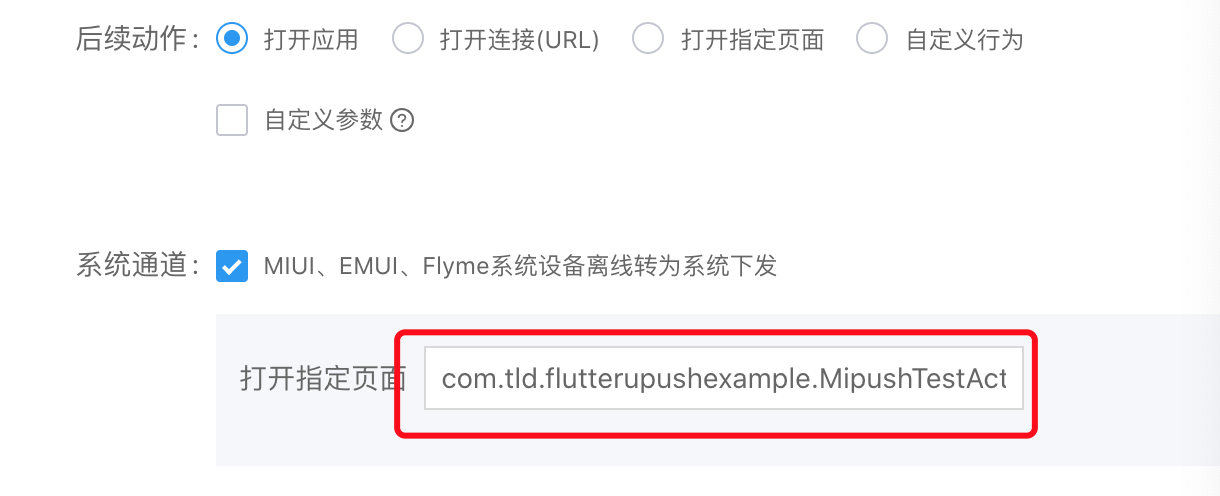 后续动作： 打开应用 打开连接(URL) 打开指定页面 自定义行为
自定义参数 ?
系统通道： MIUI、EMUI、Flyme系统设备离线转为系统下发
打开指定页面 com.tld.flutterupushexample.MipushTestAct